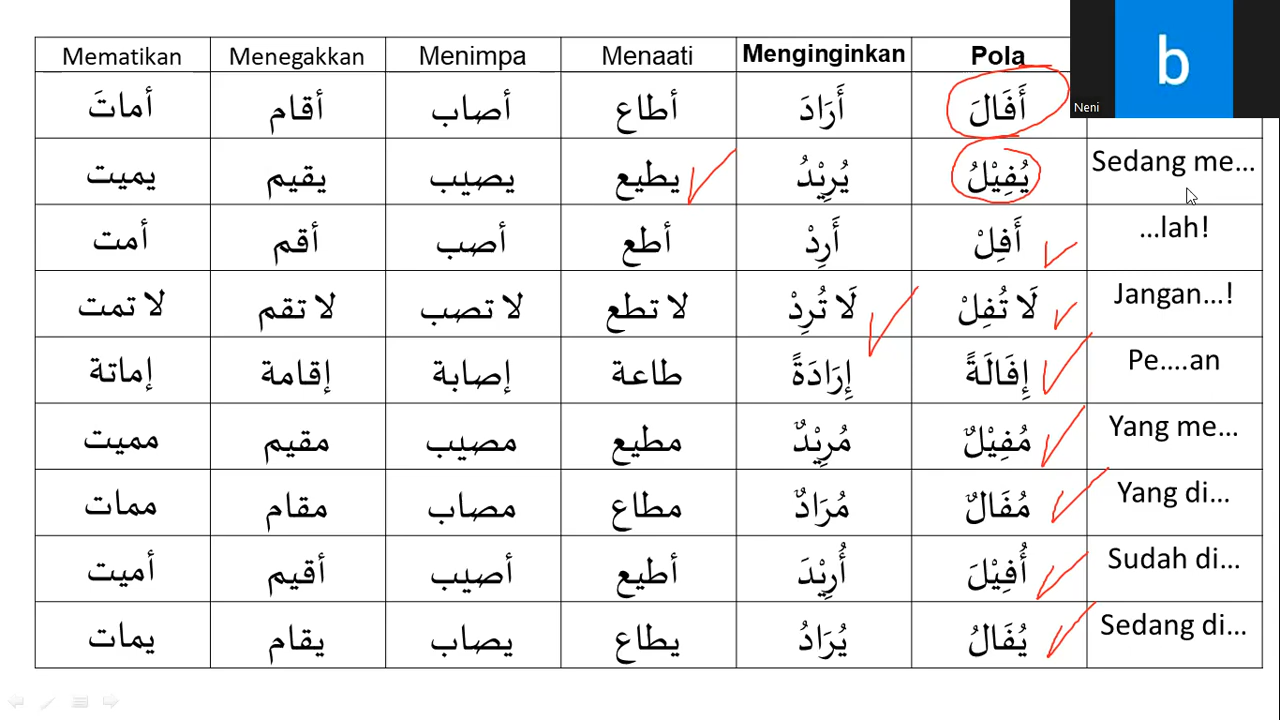 Mematikan Menegakkan Menimpa Menaati Menginginkan Pola
b
Neni
أماتَ أقام أصاب أطاع أَرَادَ أَفَالَ
يميت يقيم يصيب يطيع يُرِيْدُ يُفِيْلُ Sedang me...
أمت أقم أصب أطع أَرِدْ أَفِلْ ...lah!
لا تمت لا تقم لا تصب لا تطع لَا تُرِدْ لَا تُفِلْ Jangan...!
إماتة إقامة إصابة طاعة إِرَادَةً إِفَالَةً Pe....an
مميت مقيم مصيب مطيع مُرِيْدٌ مُفِيْلٌ Yang me...
ممات مقام مصاب مطاع مُرَادٌ مُفَالٌ Yang di...
أميت أقيم أصيب أطيع أُرِيْدَ أُفِيْلَ Sudah di...
يمات يقام يصاب يطاع يُرَادُ يُفَالُ Sedang di...